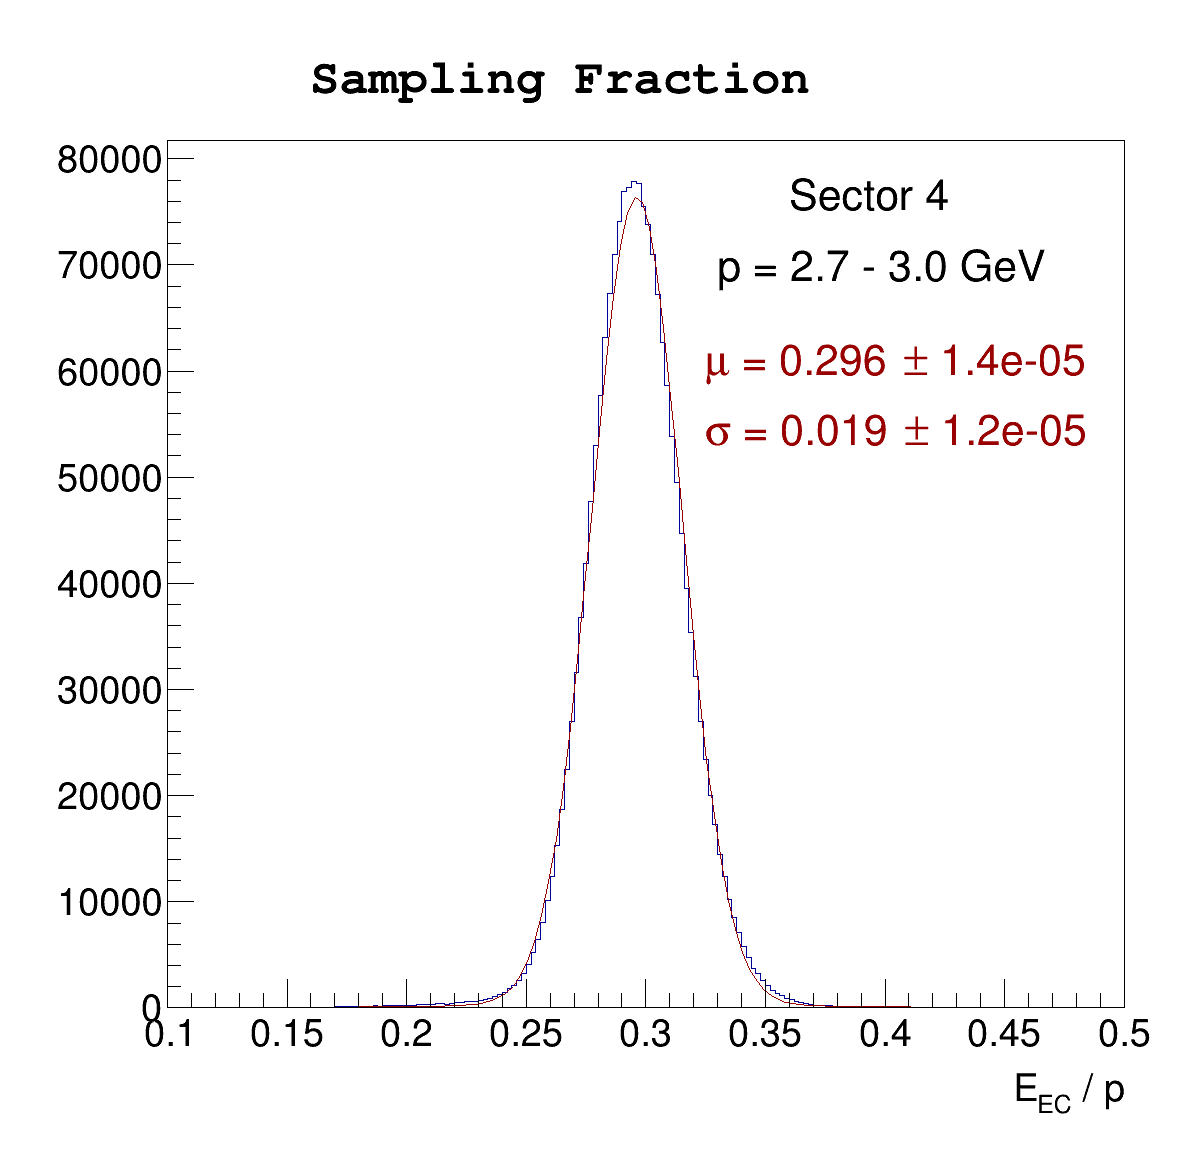 Sampling Fraction
80000
70000
60000
50000
40000
30000
20000
10000
0
Sector 4
p = 2.7 - 3.0 GeV
μ = 0.296 ± 1.4e-05
σ = 0.019 ± 1.2e-05
0.1 0.15 0.2 0.25 0.3 0.35 0.4 0.45 0.5
E_EC / p